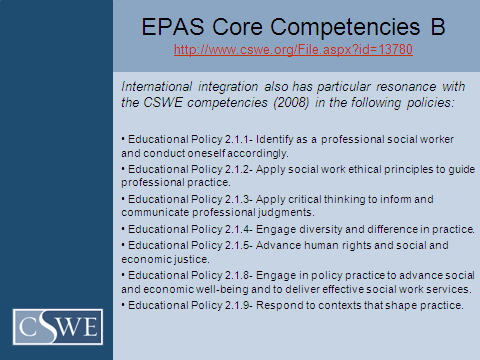 EPAS Core Competencies B
http://www.cswe.org/File.aspx?id=13780
International integration also has particular resonance with
the CSWE competencies (2008) in the following policies:
• Educational Policy 2.1.1- Identify as a professional social worker
and conduct oneself accordingly.
• Educational Policy 2.1.2- Apply social work ethical principles to guide
professional practice.
• Educational Policy 2.1.3- Apply critical thinking to inform and
communicate professional judgments.
• Educational Policy 2.1.4- Engage diversity and difference in practice.
• Educational Policy 2.1.5- Advance human rights and social and
economic justice.
• Educational Policy 2.1.8- Engage in policy practice to advance social
and economic well-being and to deliver effective social work services.
• Educational Policy 2.1.9- Respond to contexts that shape practice.
CSWE